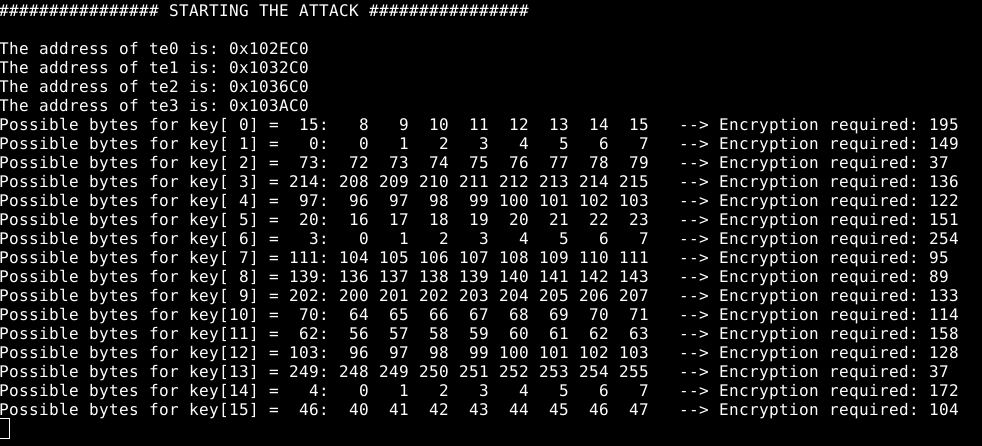 ################ STARTING THE ATTACK ################
The address of te0 is: 0x102EC0
The address of te1 is: 0x1032C0
The address of te2 is: 0x1036C0
The address of te3 is: 0x103AC0
Possible bytes for key[ 0] =  15:   8   9  10  11  12  13  14  15   --> Encryption required: 195
Possible bytes for key[ 1] =   0:   0   1   2   3   4   5   6   7   --> Encryption required: 149
Possible bytes for key[ 2] =  73:  72  73  74  75  76  77  78  79   --> Encryption required: 37
Possible bytes for key[ 3] = 214: 208 209 210 211 212 213 214 215   --> Encryption required: 136
Possible bytes for key[ 4] =  97:  96  97  98  99 100 101 102 103   --> Encryption required: 122
Possible bytes for key[ 5] =  20:  16  17  18  19  20  21  22  23   --> Encryption required: 151
Possible bytes for key[ 6] =   3:   0   1   2   3   4   5   6   7   --> Encryption required: 254
Possible bytes for key[ 7] = 111: 104 105 106 107 108 109 110 111   --> Encryption required: 95
Possible bytes for key[ 8] = 139: 136 137 138 139 140 141 142 143   --> Encryption required: 89
Possible bytes for key[ 9] = 202: 200 201 202 203 204 205 206 207   --> Encryption required: 133
Possible bytes for key[10] =  70:  64  65  66  67  68  69  70  71   --> Encryption required: 114
Possible bytes for key[11] =  62:  56  57  58  59  60  61  62  63   --> Encryption required: 158
Possible bytes for key[12] = 103:  96  97  98  99 100 101 102 103   --> Encryption required: 128
Possible bytes for key[13] = 249: 248 249 250 251 252 253 254 255   --> Encryption required: 37
Possible bytes for key[14] =   4:   0   1   2   3   4   5   6   7   --> Encryption required: 172
Possible bytes for key[15] =  46:  40  41  42  43  44  45  46  47   --> Encryption required: 104